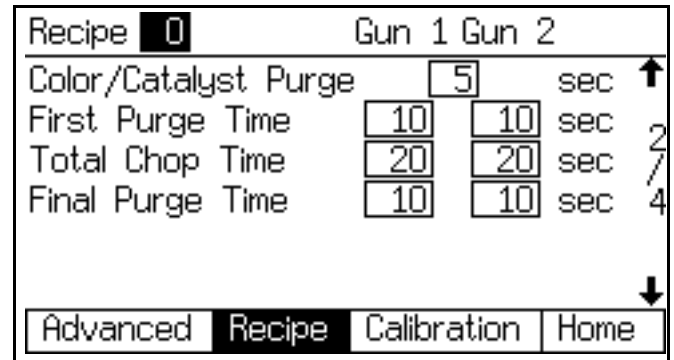 Recipe 0 Gun 1 Gun 2
Color/Catalyst Purge 5 sec
First Purge Time 10 10 sec
Total Chop Time 20 20 sec
Final Purge Time 10 10 sec
2/4
Advanced Recipe Calibration Home